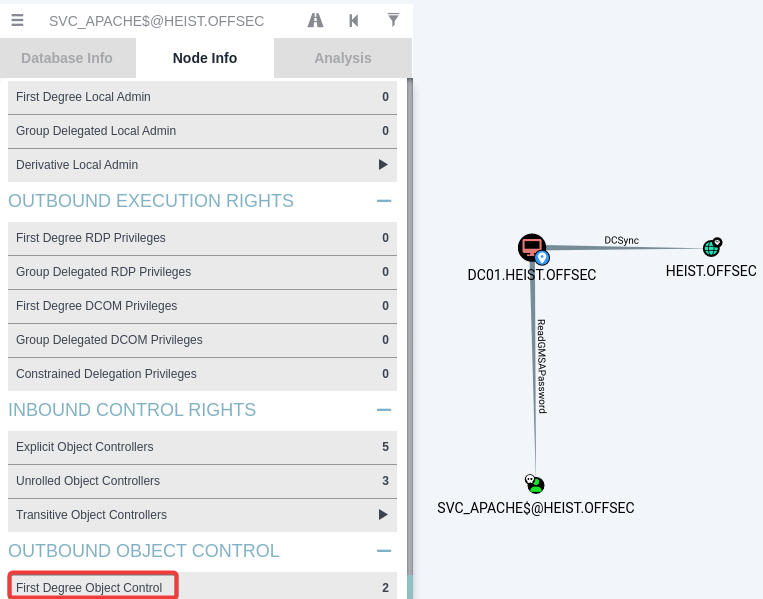 SVC_APACHE$@HEIST.OFFSEC
Database Info
Node Info
Analysis
First Degree Local Admin 0
Group Delegated Local Admin 0
Derivative Local Admin
OUTBOUND EXECUTION RIGHTS
First Degree RDP Privileges 0
Group Delegated RDP Privileges 0
First Degree DCOM Privileges 0
Group Delegated DCOM Privileges 0
Constrained Delegation Privileges 0
INBOUND CONTROL RIGHTS
Explicit Object Controllers 5
Unrolled Object Controllers 3
Transitive Object Controllers
OUTBOUND OBJECT CONTROL
First Degree Object Control 2
DCSync
DC01.HEIST.OFFSEC
HEIST.OFFSEC
ReadGMSAPassword
SVC_APACHE$@HEIST.OFFSEC